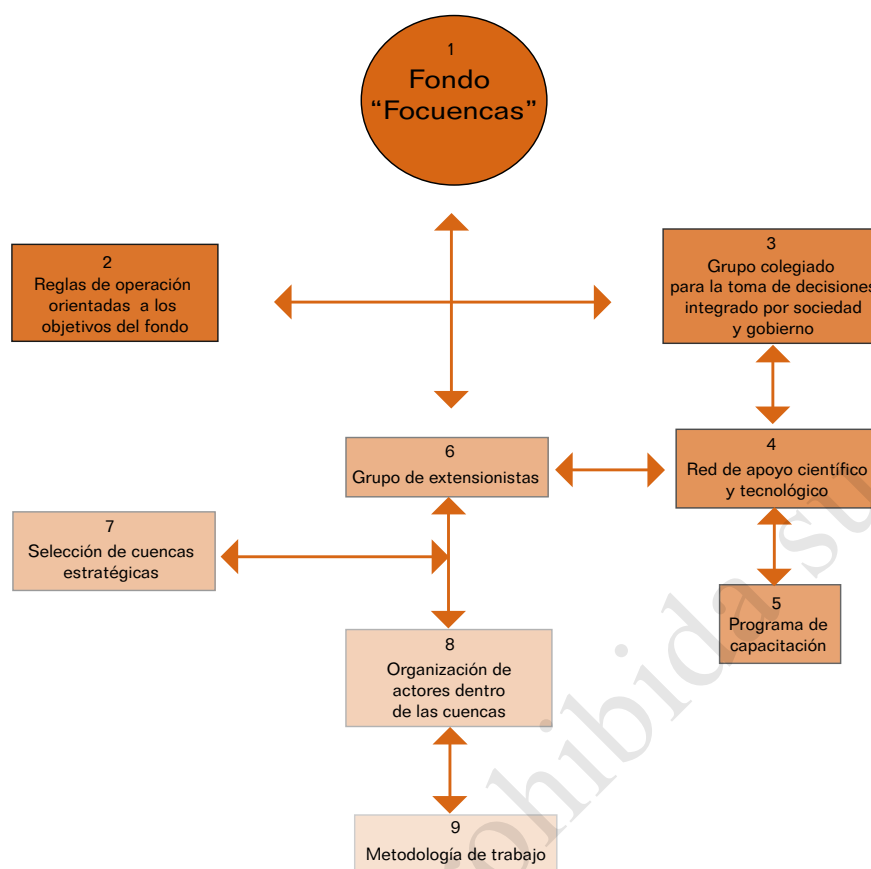 1
Fondo
“Focuencas”
2
Reglas de operación
orientadas a los
objetivos del fondo
3
Grupo colegiado
para la toma de decisiones
integrado por sociedad
y gobierno
6
Grupo de extensionistas
4
Red de apoyo científico
y tecnológico
7
Selección de cuencas
estratégicas
5
Programa de
capacitación
8
Organización de
actores dentro
de las cuencas
9
Metodología de trabajo
ohibida su